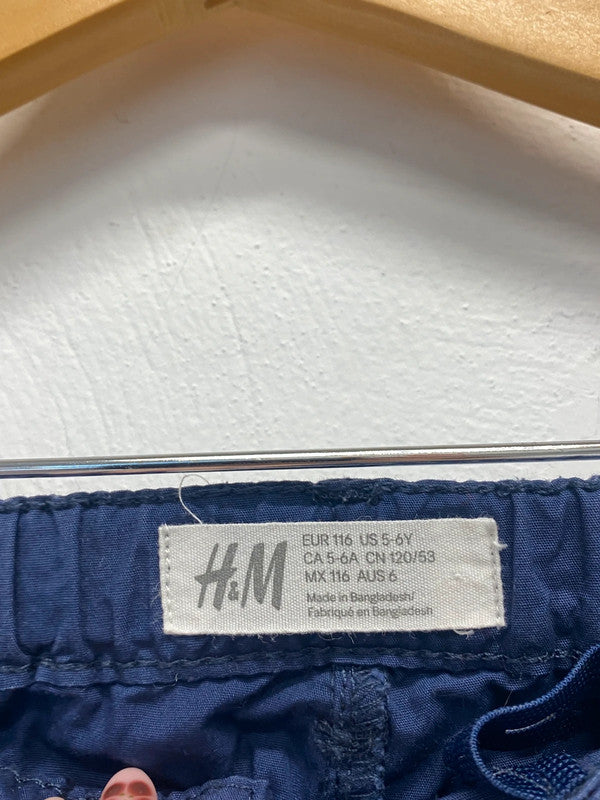 H&M
EUR 116 US 5-6Y
CA 5-6A CN 120/53
MX 116 AUS 6
Made in Bangladesh/
Fabriqué en Bangladesh